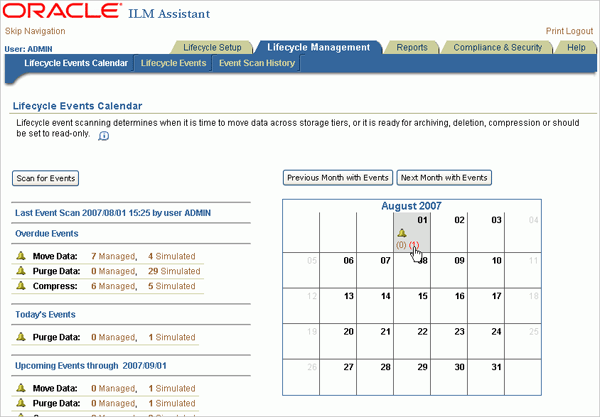 ORACLE ILM Assistant
Skip Navigation
Print Logout
User: ADMIN
Lifecycle Setup
Lifecycle Management
Reports
Compliance & Security
Help
Lifecycle Events Calendar
Lifecycle Events
Event Scan History
Lifecycle Events Calendar
Lifecycle event scanning determines when it is time to move data across storage tiers, or it is ready for archiving, deletion, compression or should
be set to read-only.
Scan for Events
Previous Month with Events
Next Month with Events
Last Event Scan 2007/08/01 15:25 by user ADMIN
Overdue Events
Move Data: 7 Managed, 4 Simulated
Purge Data: 0 Managed, 29 Simulated
Compress: 6 Managed, 5 Simulated
Today's Events
Purge Data: 0 Managed, 1 Simulated
Upcoming Events through 2007/09/01
Move Data: 0 Managed, 1 Simulated
Purge Data: 0 Managed, 1 Simulated
August 2007
01 02 03 04
(0) (1)
05 06 07 08 09 10 11
12 13 14 15 16 17 18
19 20 21 22 23 24 25
26 27 28 29 30 31